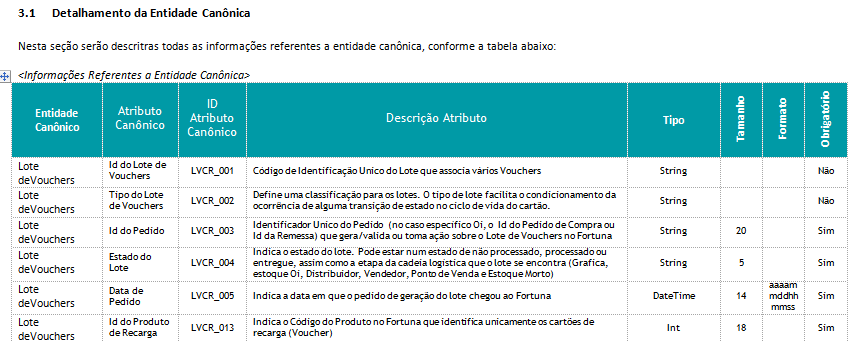 3.1 Detalhamento da Entidade Canônica
Nesta seção serão descritras todas as informações referentes a entidade canônica, conforme a tabela abaixo:
<Informações Referentes a Entidade Canônica>
Entidade Canônico Atributo Canônico ID Atributo Canônico Descrição Atributo Tipo Tamanho Formato Obrigatório
Lote deVouchers Id do Lote de Vouchers LVCR_001 Código de Identificação Unico do Lote que associa vários Vouchers String Não
Lote deVouchers Tipo do Lote de Vouchers LVCR_002 Define uma classificação para os lotes. O tipo de lote facilita o condicionamento da ocorrência de alguma transição de estado no ciclo de vida do cartão. String Não
Lote deVouchers Id do Pedido LVCR_003 Identificador Unico do Pedido (no caso específico Oi, o Id do Pedido de Compra ou Id da Remessa) que gera/valida ou toma ação sobre o Lote de Vouchers no Fortuna String 20 Sim
Lote deVouchers Estado do Lote LVCR_004 Indica o estado do lote. Pode estar num estado de não processado, processado ou entregue, assim como a etapa da cadeia logística que o lote se encontra (Grafica, estoque Oi, Distribuidor, Vendedor, Ponto de Venda e Estoque Morto) String 5 Sim
Lote deVouchers Data de Pedido LVCR_005 Indica a data em que o pedido de geração do lote chegou ao Fortuna DateTime 14 aaaam mddhh mmss Sim
Lote deVouchers Id do Produto de Recarga LVCR_013 Indica o Código do Produto no Fortuna que identifica unicamente os cartões de recarga (Voucher) Int 18 Sim